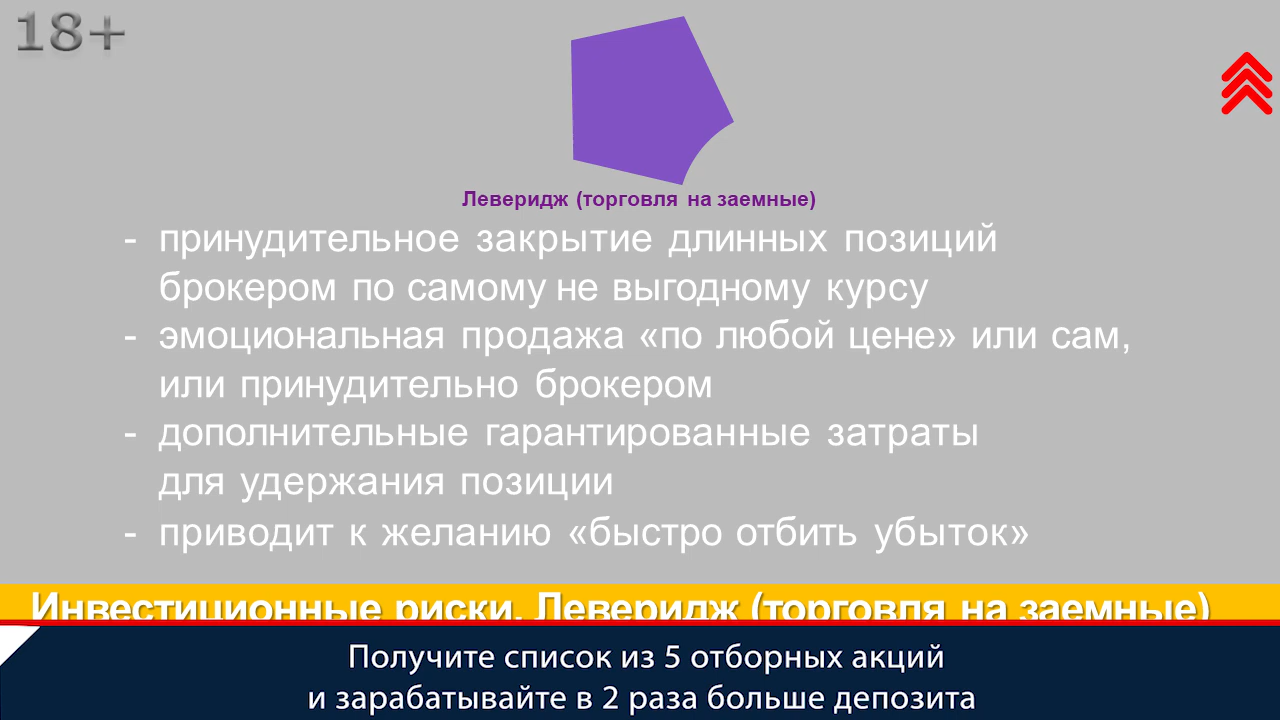 18+
Леверидж (торговля на заемные)
- принудительное закрытие длинных позиций
брокером по самому не выгодному курсу
- эмоциональная продажа «по любой цене» или сам,
или принудительно брокером
- дополнительные гарантированные затраты
для удержания позиции
- приводит к желанию «быстро отбить убыток»
Инвестиционные риски. Леверидж (торговля на заемные)
Получите список из 5 отборных акций
и зарабатывайте в 2 раза больше депозита